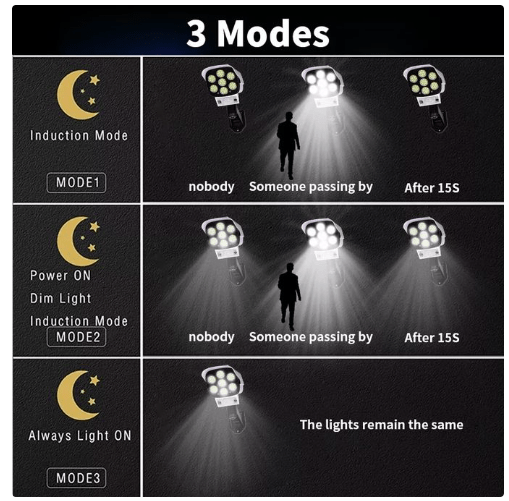 3 Modes
Induction Mode
MODE1
nobody
Someone passing by
After 15S
Power ON
Dim Light
Induction Mode
MODE2
nobody
Someone passing by
After 15S
Always Light ON
MODE3
The lights remain the same